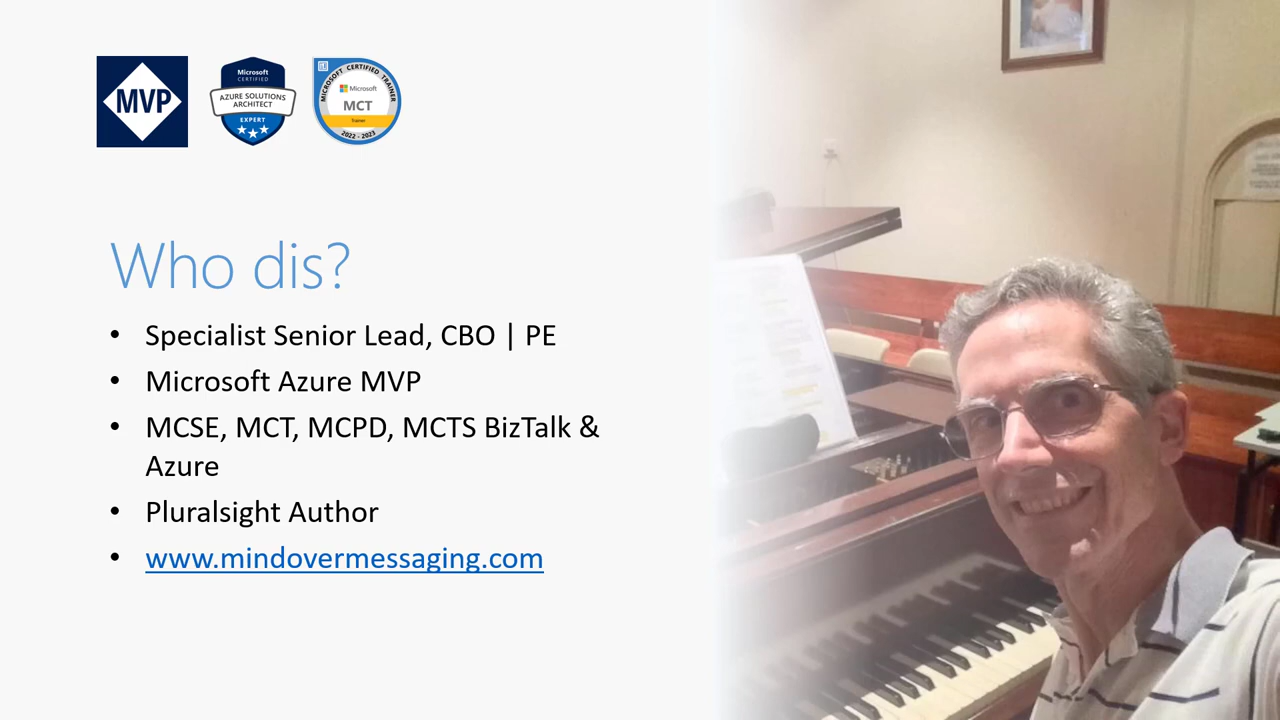 MVP
Microsoft
CERTIFIED
AZURE SOLUTIONS
ARCHITECT
EXPERT
MICROSOFT CERTIFIED TRAINER
Microsoft
MCT
Trainer
2022 - 2023
Who dis?
• Specialist Senior Lead, CBO | PE
• Microsoft Azure MVP
• MCSE, MCT, MCPD, MCTS BizTalk &
Azure
• Pluralsight Author
• www.mindovermessaging.com